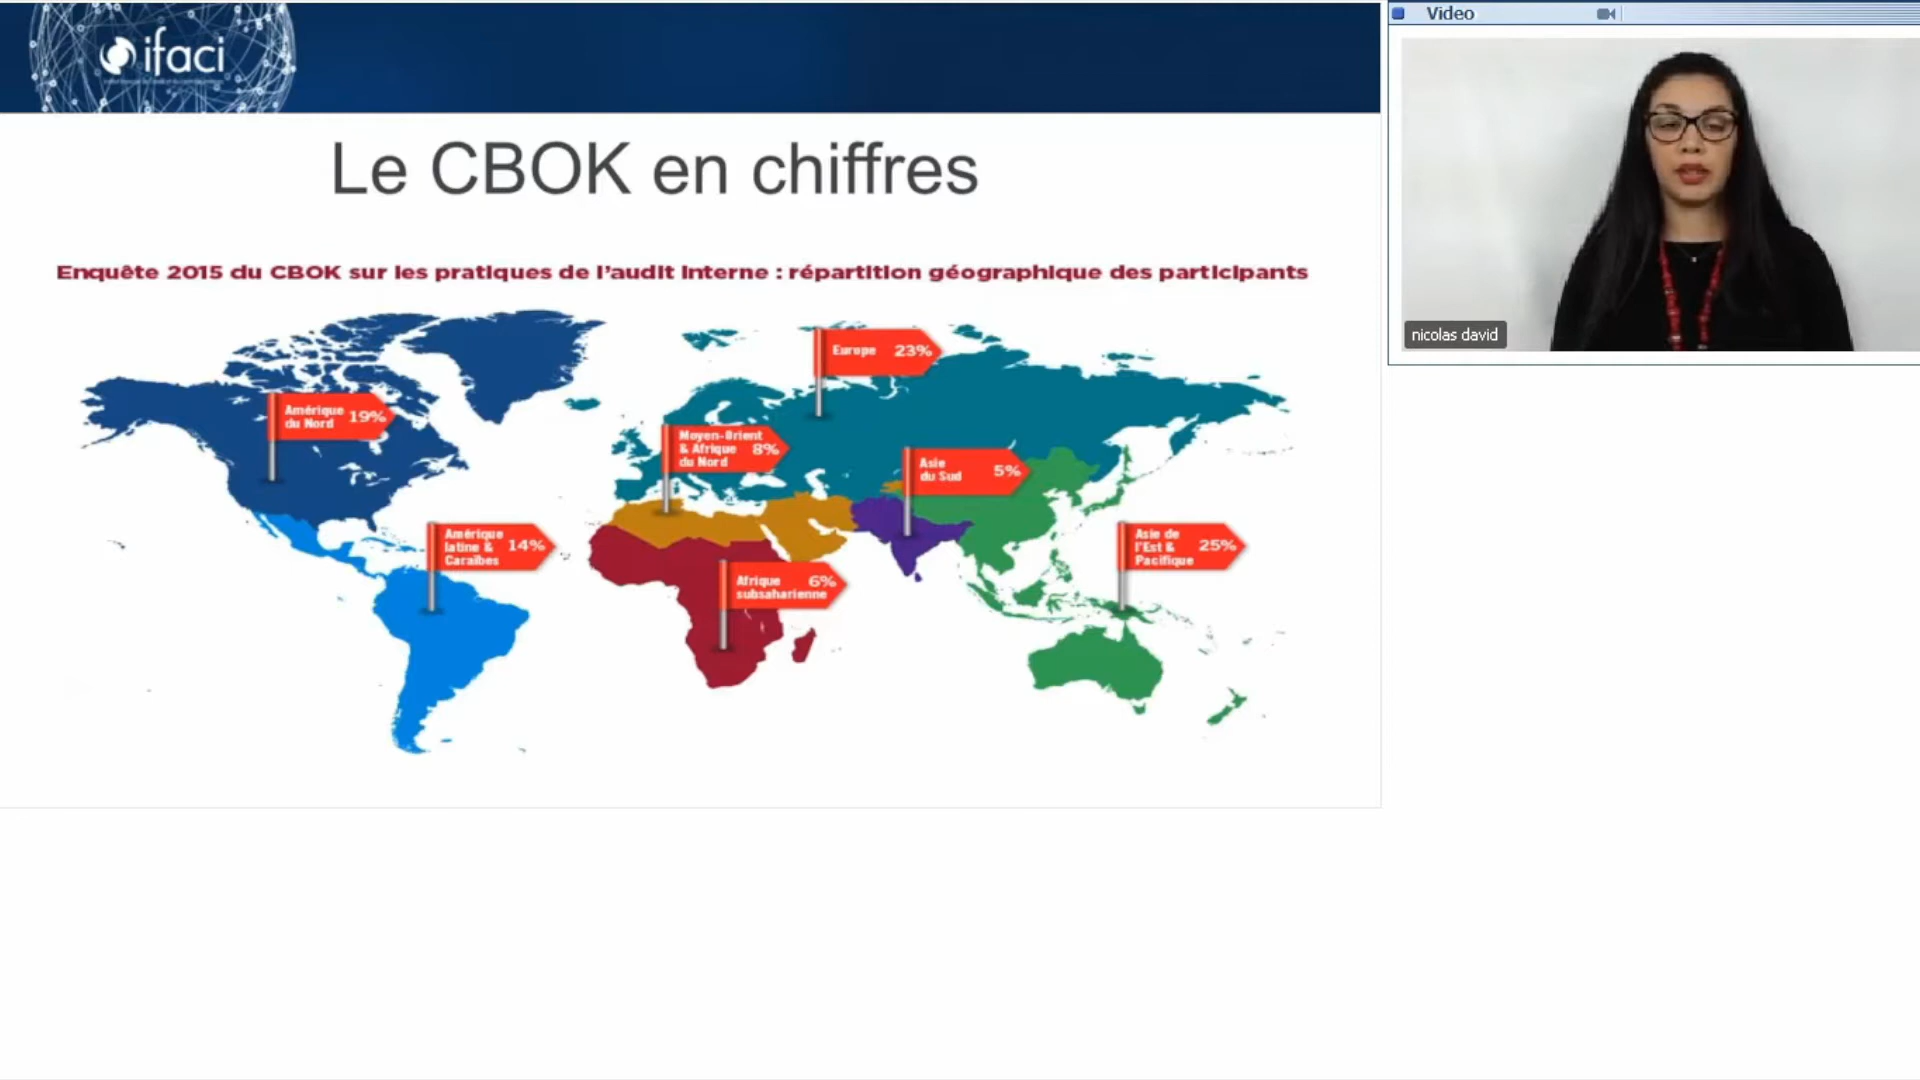 ifaci
Le CBOK en chiffres
Enquête 2015 du CBOK sur les pratiques de l'audit interne : répartition géographique des participants
Europe 23%
Amérique
du Nord 19%
Moyen-Orient
& Afrique 8%
du Nord
Asie
du Sud 5%
Amérique
latine & 14%
Caraïbes
Asie de
l'Est & 25%
Pacifique
Afrique 6%
subsaharienne
Video
nicolas david